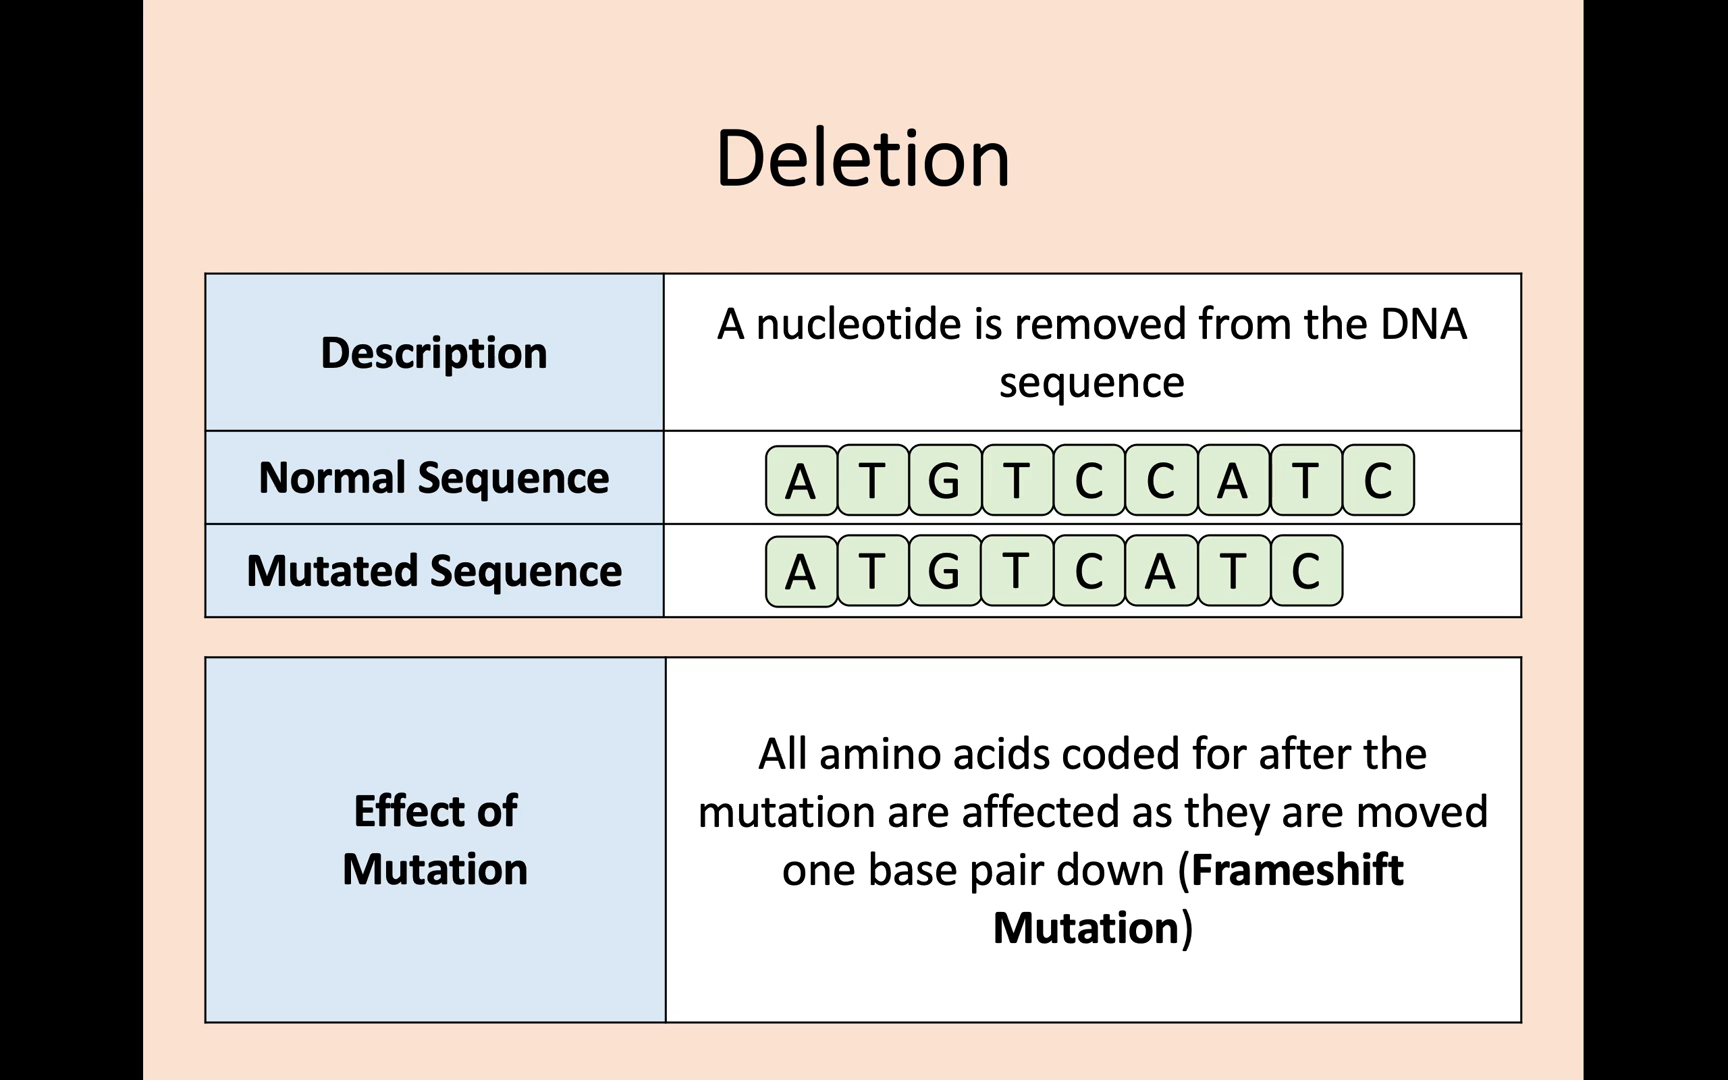 Deletion
Description
A nucleotide is removed from the DNA
sequence
Normal Sequence
A T G T C C A T C
Mutated Sequence
A T G T C A T C
Effect of
Mutation
All amino acids coded for after the
mutation are affected as they are moved
one base pair down (Frameshift
Mutation)